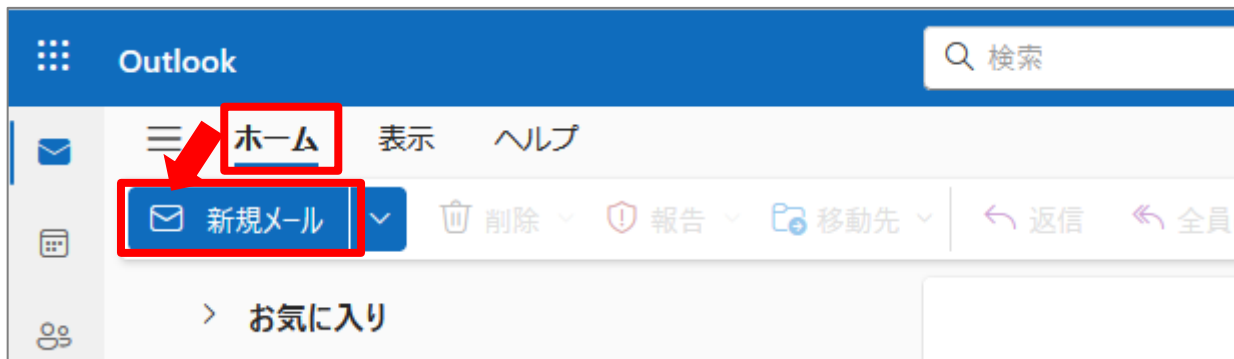 Outlook
検索
ホーム 表示 ヘルプ
新規メール 削除 報告 移動先 返信 全員
お気に入り